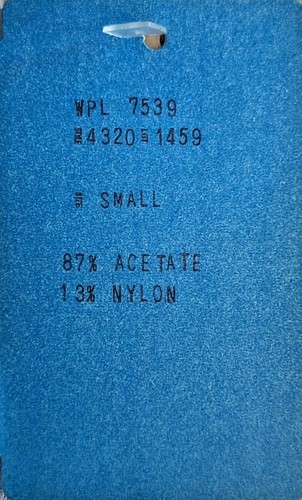 WPL 7539
4320 1459
SMALL
87% ACETATE
13% NYLON